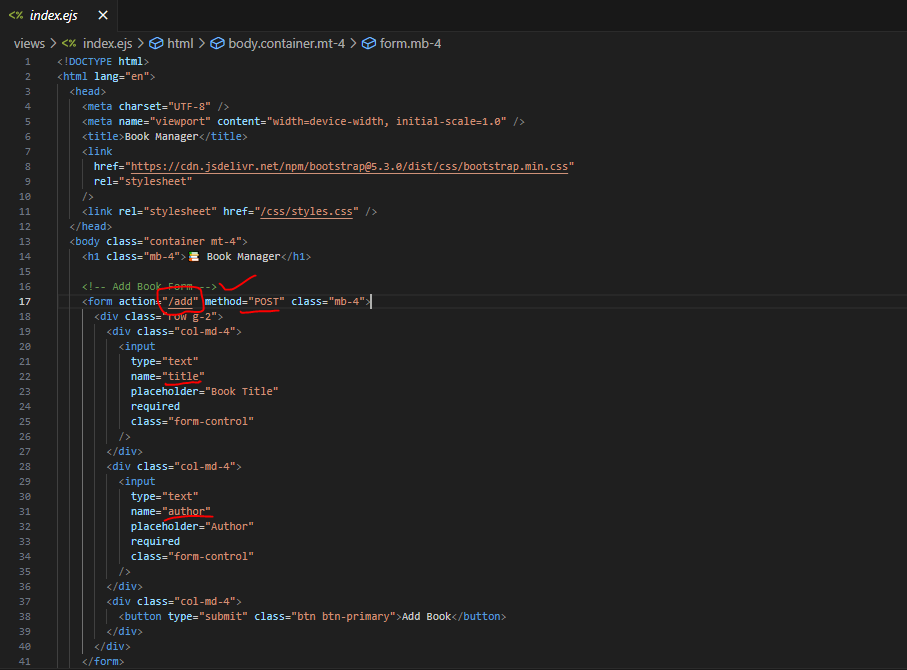 <% index.ejs ×
views > <% index.ejs > html > body.container.mt-4 > form.mb-4
1 <!DOCTYPE html>
2 <html lang="en">
3 <head>
4 <meta charset="UTF-8" />
5 <meta name="viewport" content="width=device-width, initial-scale=1.0" />
6 <title>Book Manager</title>
7 <link
8 href="https://cdn.jsdelivr.net/npm/bootstrap@5.3.0/dist/css/bootstrap.min.css"
9 rel="stylesheet"
10 />
11 <link rel="stylesheet" href="/css/styles.css" />
12 </head>
13 <body class="container mt-4">
14 <h1 class="mb-4">📚 Book Manager</h1>
15
16 <!-- Add Book Form -->
17 <form action="/add" method="POST" class="mb-4">
18 <div class="row g-2">
19 <div class="col-md-4">
20 <input
21 type="text"
22 name="title"
23 placeholder="Book Title"
24 required
25 class="form-control"
26 />
27 </div>
28 <div class="col-md-4">
29 <input
30 type="text"
31 name="author"
32 placeholder="Author"
33 required
34 class="form-control"
35 />
36 </div>
37 <div class="col-md-4">
38 <button type="submit" class="btn btn-primary">Add Book</button>
39 </div>
40 </div>
41 </form>